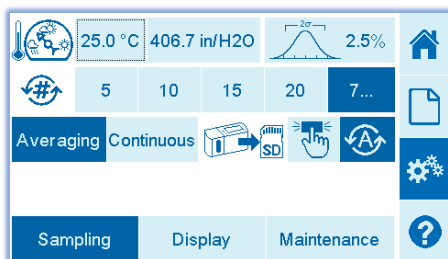 25.0 °C 406.7 in/H2O 2σ 2.5%
# 5 10 15 20 7...
Averaging Continuous SD A
Sampling Display Maintenance ?